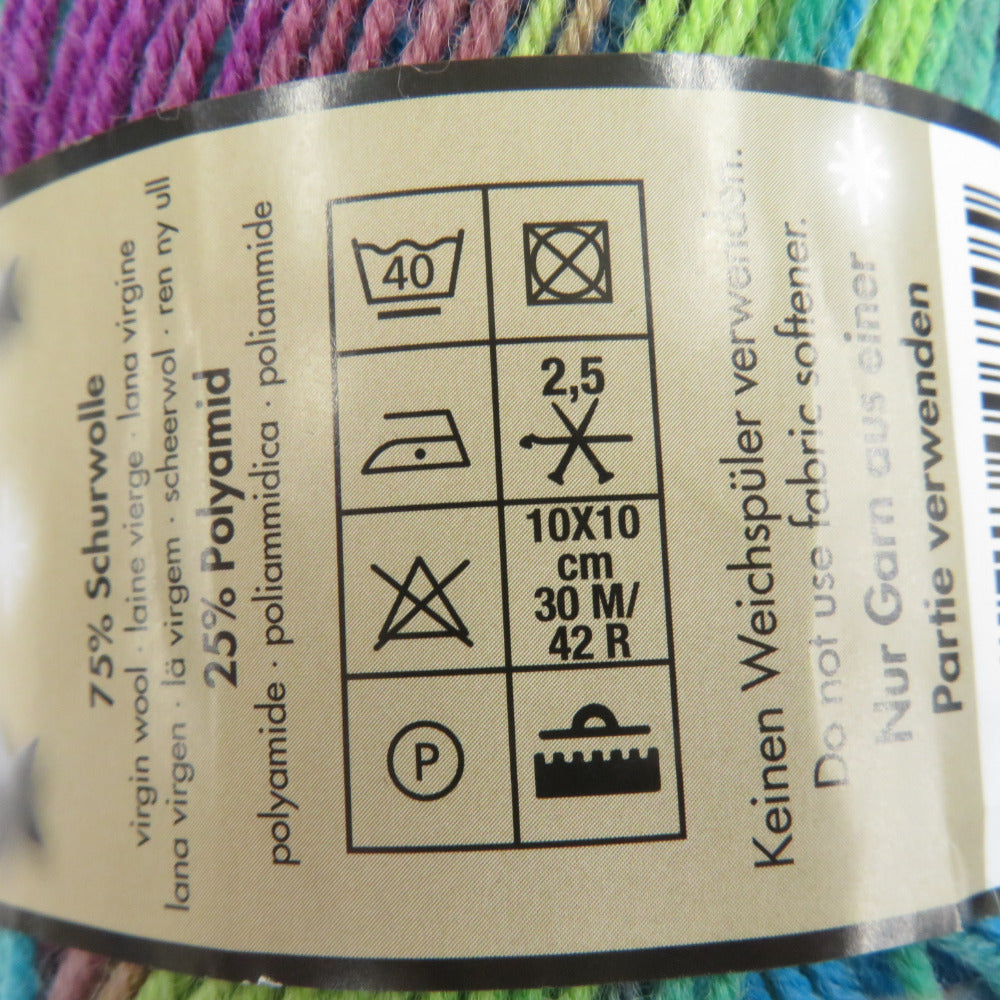 75% Schurwolle
virgin wool · laine vierge · lana virgine
lana virgen · lã virgem · scheerwol · ren ny ull
25% Polyamid
polyamide · poliammidica · poliammide
40
2,5
10X10
cm
30 M/
42 R
P
Keinen Weichspüler verwenden.
Do not use fabric softener.
Nur Garn aus einer
Partie verwenden